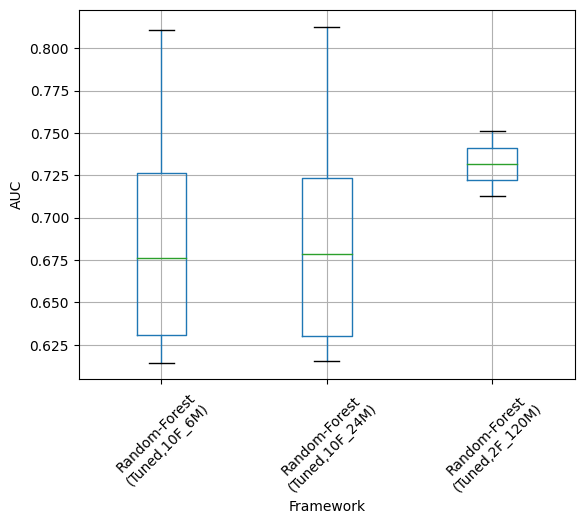 0.800
0.775
0.750
0.725
0.700
0.675
0.650
0.625
AUC
Random-Forest
(Tuned,10F_6M)
Random-Forest
(Tuned,10F_24M)
Random-Forest
(Tuned,2F_120M)
Framework